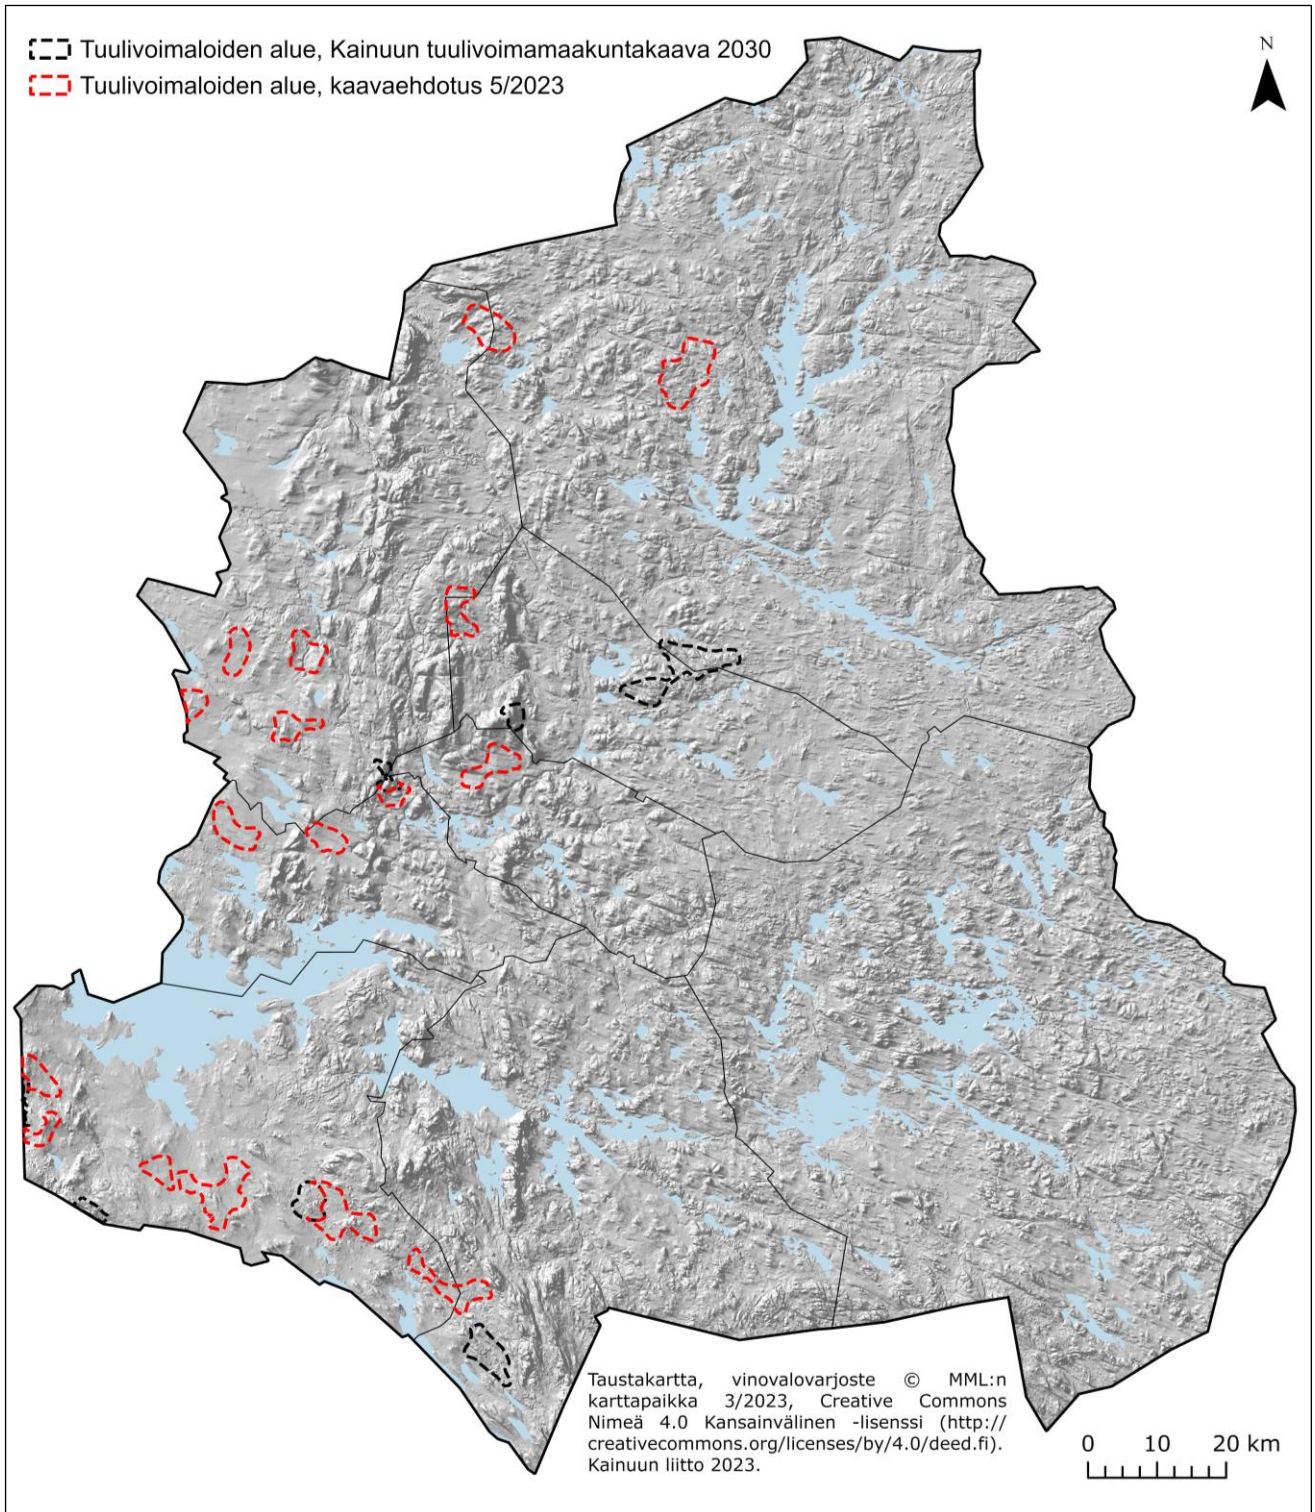 Tuulivoimaloiden alue, Kainuun tuulivoimamaakuntakaava 2030
Tuulivoimaloiden alue, kaavaehdotus 5/2023
N
Taustakartta, vinovalovarjoste © MML:n
karttapaikka 3/2023, Creative Commons
Nimeä 4.0 Kansainvälinen -lisenssi (http://
creativecommons.org/licenses/by/4.0/deed.fi).
Kainuun liitto 2023.
0 10 20 km